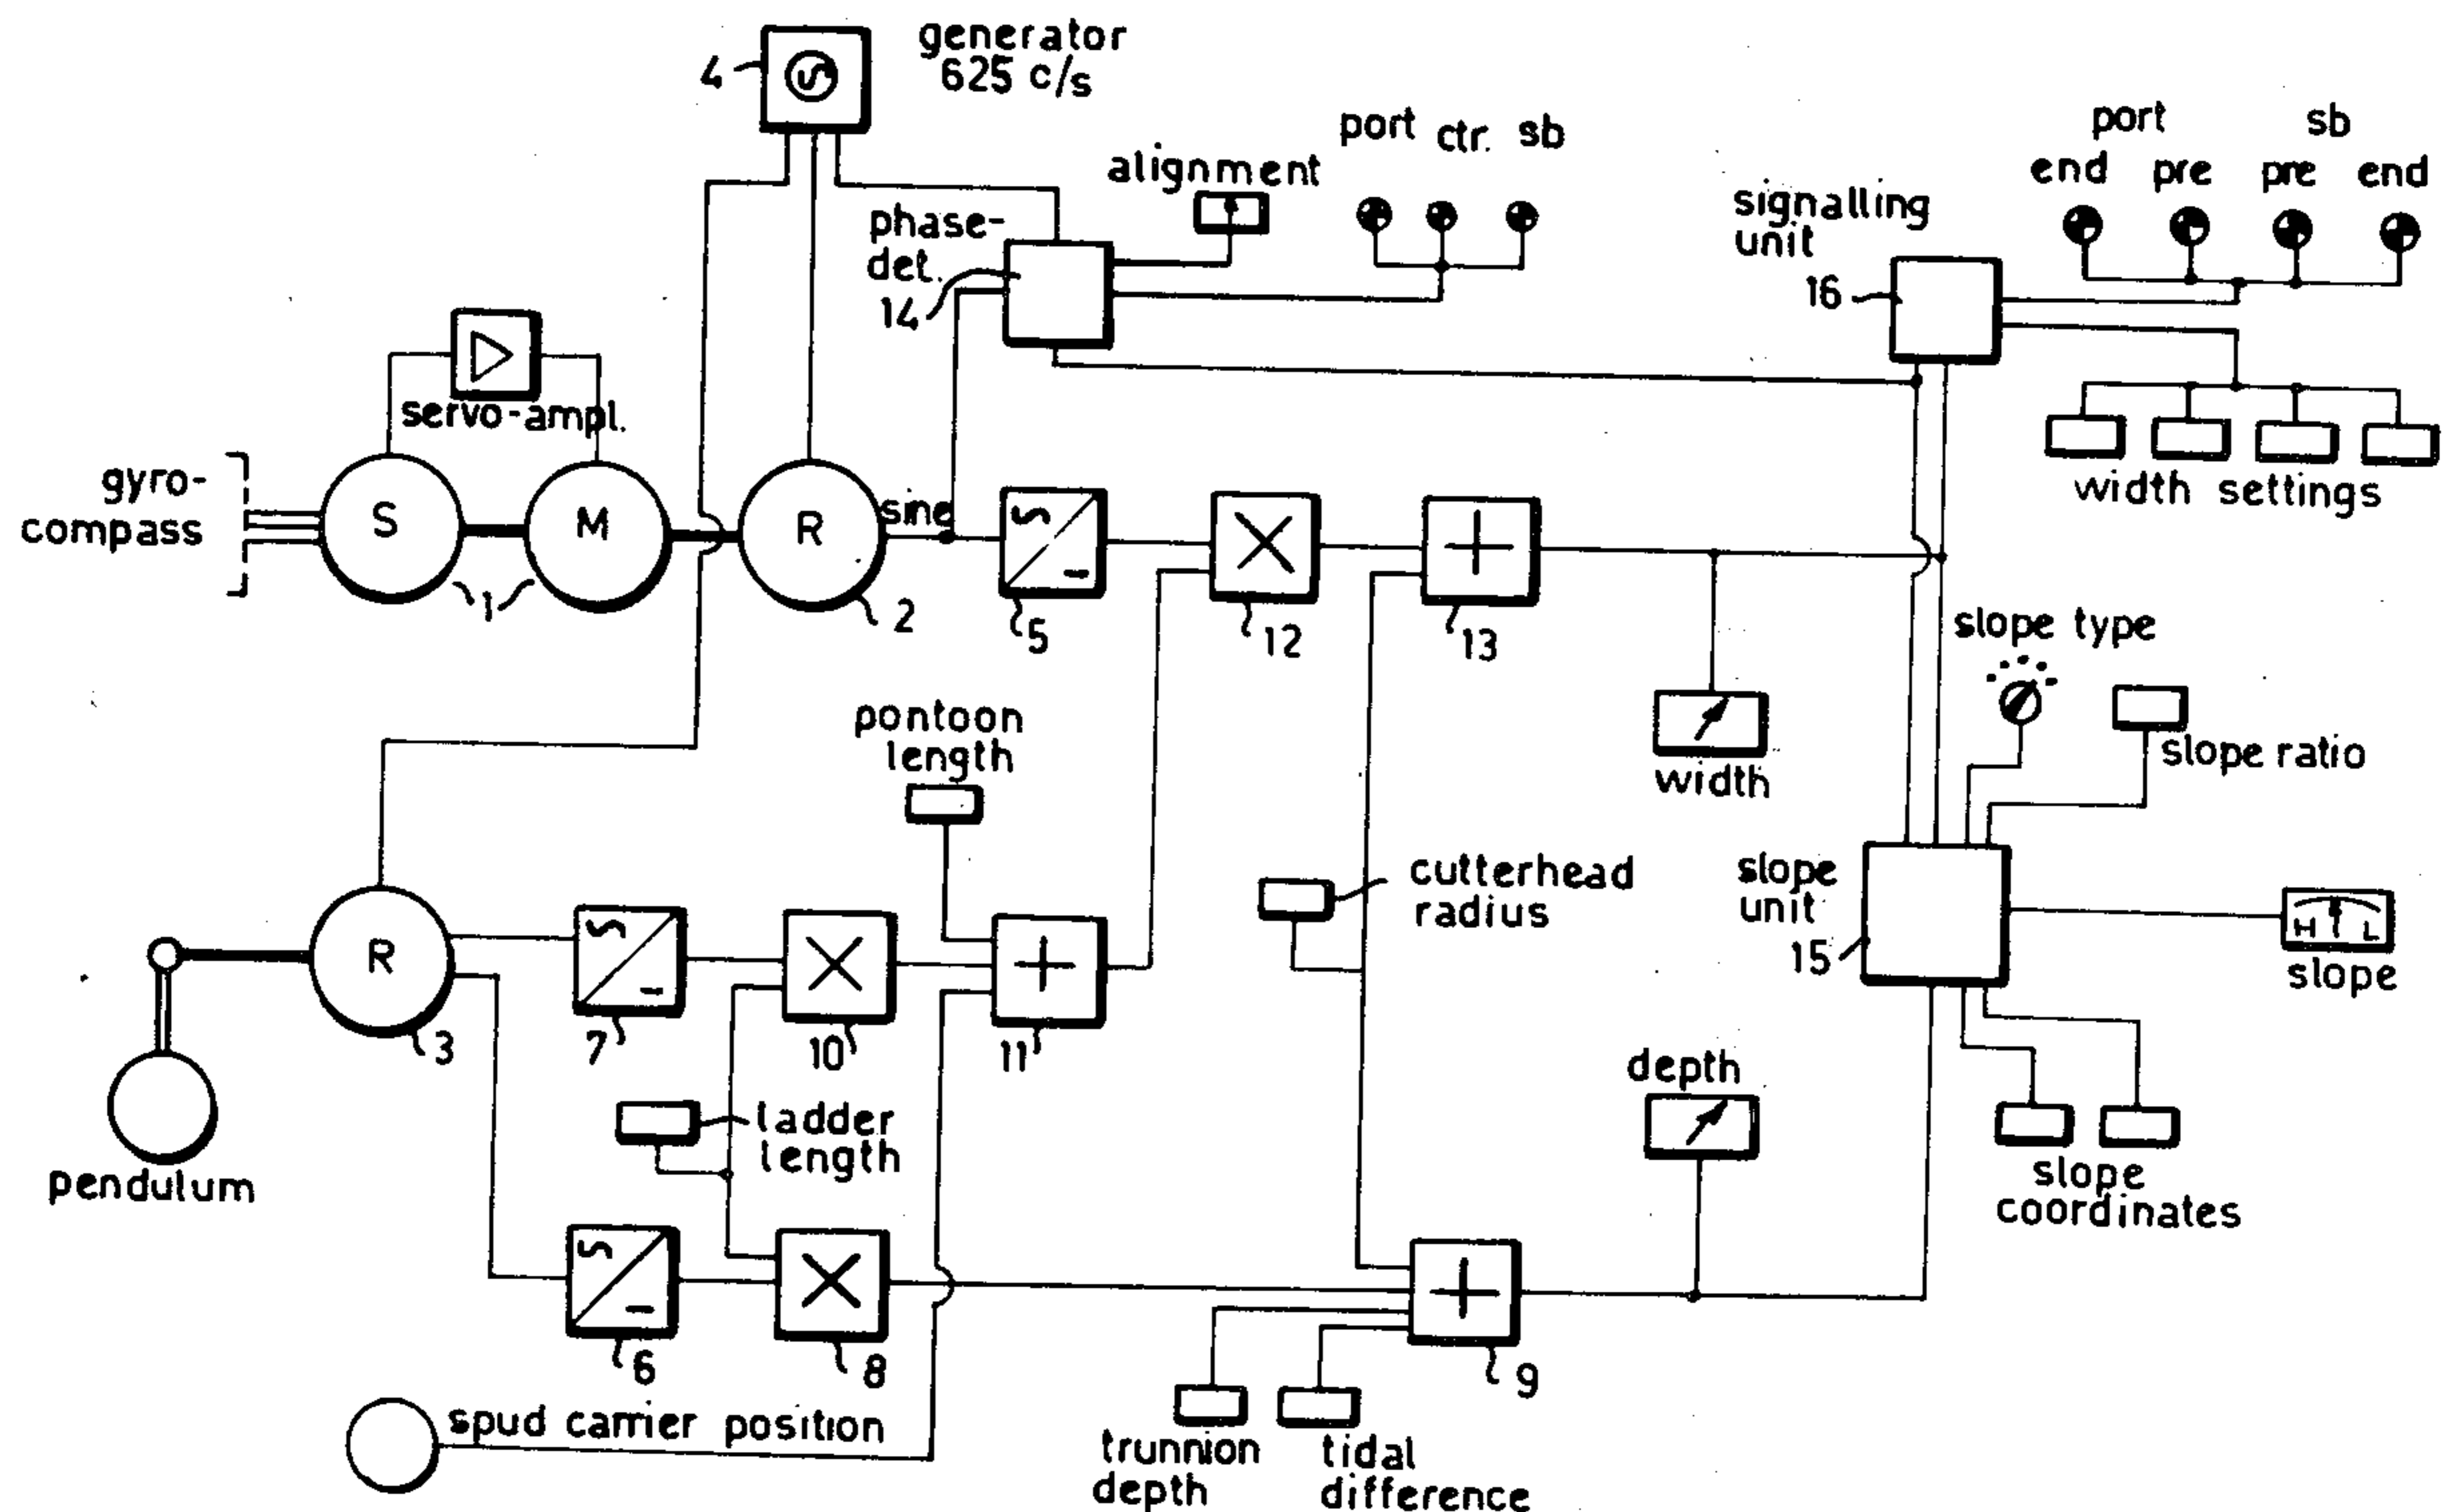 generator
625 c/s
4
port ctr. sb
alignment
port sb
end pre pre end
signalling
unit
16
phase-
det.
14
servo-ampl.
gyro-
compass
S
M
R
sine
1
2
5
12
13
width settings
slope type
slope ratio
width
pontoon
length
cutterhead
radius
slope
unit
15
H L
slope
R
3
7
10
11
ladder
length
depth
slope
coordinates
pendulum
6
8
9
spud carrier position
trunnion
depth
tidal
difference